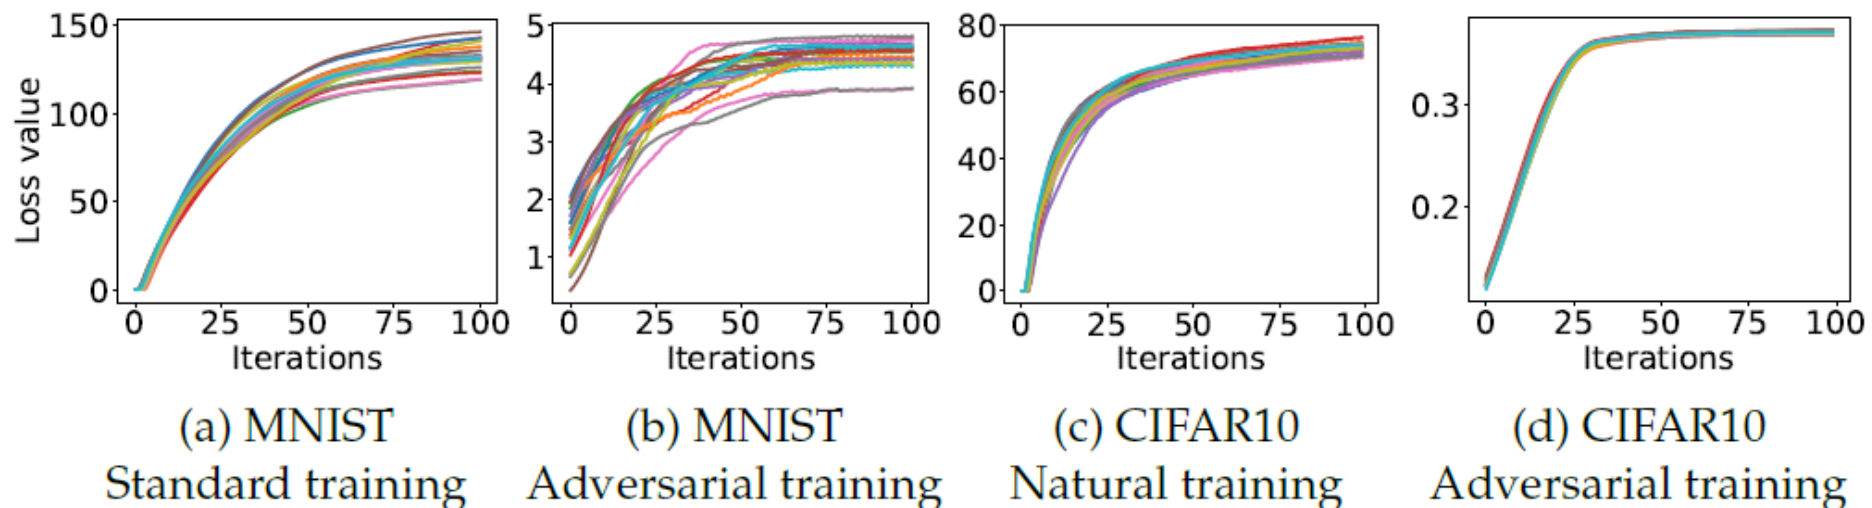 Loss value
150
100
50
0
0 25 50 75 100
Iterations
(a) MNIST
Standard training
5
4
3
2
1
0 25 50 75 100
Iterations
(b) MNIST
Adversarial training
80
60
40
20
0
0 25 50 75 100
Iterations
(c) CIFAR10
Natural training
0.3
0.2
0 25 50 75 100
Iterations
(d) CIFAR10
Adversarial training